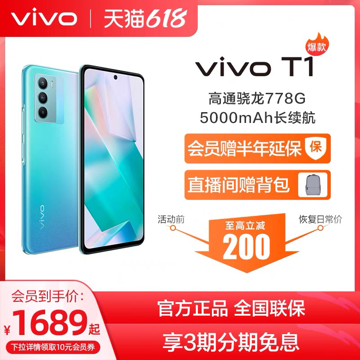 vivo 天猫618
爆款
vivo T1
高通骁龙778G
5000mAh长续航
会员赠半年延保 保
直播间赠背包
活动前 至高立减 恢复日常价
200
vivo
会员到手价
¥1689起
下拉详情领取10元会员券
官方正品 全国联保
享3期分期免息